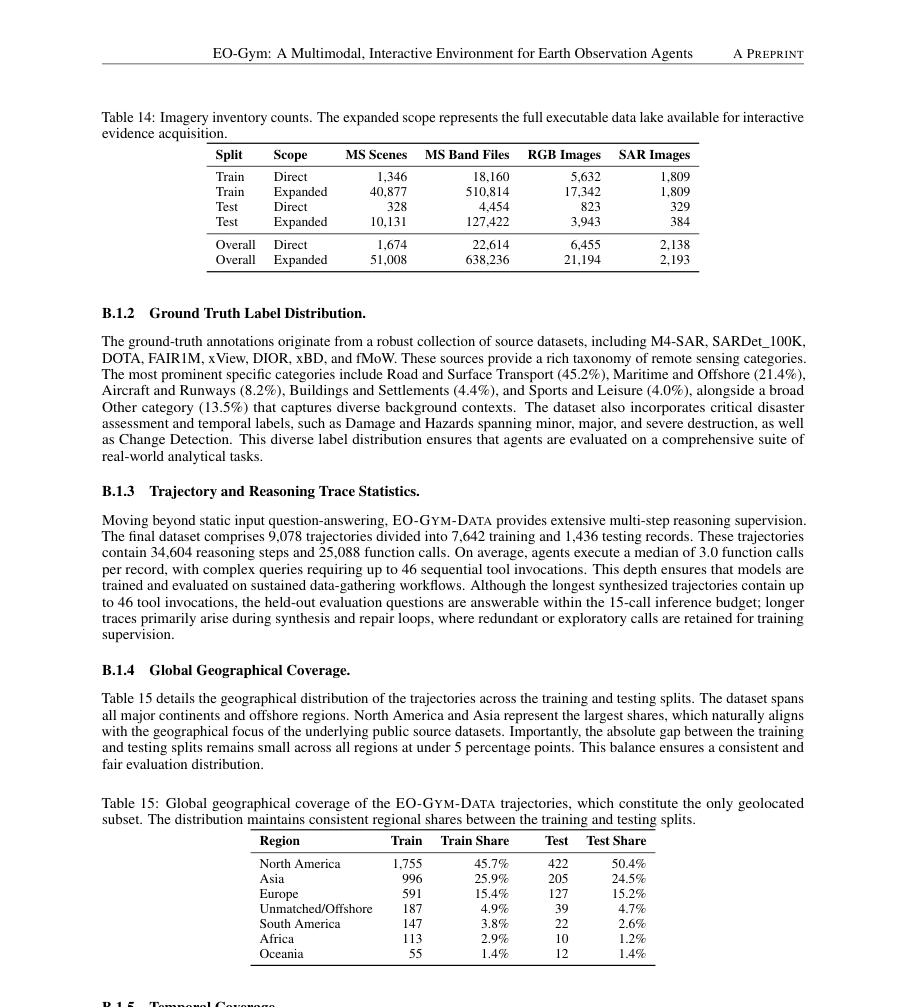 EO-Gym: A Multimodal, Interactive Environment for Earth Observation Agents A PREPRINT
Table 14: Imagery inventory counts. The expanded scope represents the full executable data lake available for interactive
evidence acquisition.
Split Scope MS Scenes MS Band Files RGB Images SAR Images
Train Direct 1,346 18,160 5,632 1,809
Train Expanded 40,877 510,814 17,342 1,809
Test Direct 328 4,454 823 329
Test Expanded 10,131 127,422 3,943 384
Overall Direct 1,674 22,614 6,455 2,138
Overall Expanded 51,008 638,236 21,194 2,193
B.1.2 Ground Truth Label Distribution.
The ground-truth annotations originate from a robust collection of source datasets, including M4-SAR, SARDet_100K,
DOTA, FAIR1M, xView, DIOR, xBD, and fMoW. These sources provide a rich taxonomy of remote sensing categories.
The most prominent specific categories include Road and Surface Transport (45.2%), Maritime and Offshore (21.4%),
Aircraft and Runways (8.2%), Buildings and Settlements (4.4%), and Sports and Leisure (4.0%), alongside a broad
Other category (13.5%) that captures diverse background contexts. The dataset also incorporates critical disaster
assessment and temporal labels, such as Damage and Hazards spanning minor, major, and severe destruction, as well
as Change Detection. This diverse label distribution ensures that agents are evaluated on a comprehensive suite of
real-world analytical tasks.
B.1.3 Trajectory and Reasoning Trace Statistics.
Moving beyond static input question-answering, EO-GYM-DATA provides extensive multi-step reasoning supervision.
The final dataset comprises 9,078 trajectories divided into 7,642 training and 1,436 testing records. These trajectories
contain 34,604 reasoning steps and 25,088 function calls. On average, agents execute a median of 3.0 function calls
per record, with complex queries requiring up to 46 sequential tool invocations. This depth ensures that models are
trained and evaluated on sustained data-gathering workflows. Although the longest synthesized trajectories contain up
to 46 tool invocations, the held-out evaluation questions are answerable within the 15-call inference budget; longer
traces primarily arise during synthesis and repair loops, where redundant or exploratory calls are retained for training
supervision.
B.1.4 Global Geographical Coverage.
Table 15 details the geographical distribution of the trajectories across the training and testing splits. The dataset spans
all major continents and offshore regions. North America and Asia represent the largest shares, which naturally aligns
with the geographical focus of the underlying public source datasets. Importantly, the absolute gap between the training
and testing splits remains small across all regions at under 5 percentage points. This balance ensures a consistent and
fair evaluation distribution.
Table 15: Global geographical coverage of the EO-GYM-DATA trajectories, which constitute the only geolocated
subset. The distribution maintains consistent regional shares between the training and testing splits.
Region Train Train Share Test Test Share
North America 1,755 45.7% 422 50.4%
Asia 996 25.9% 205 24.5%
Europe 591 15.4% 127 15.2%
Unmatched/Offshore 187 4.9% 39 4.7%
South America 147 3.8% 22 2.6%
Africa 113 2.9% 10 1.2%
Oceania 55 1.4% 12 1.4%
B.1.5 Temporal Coverage.